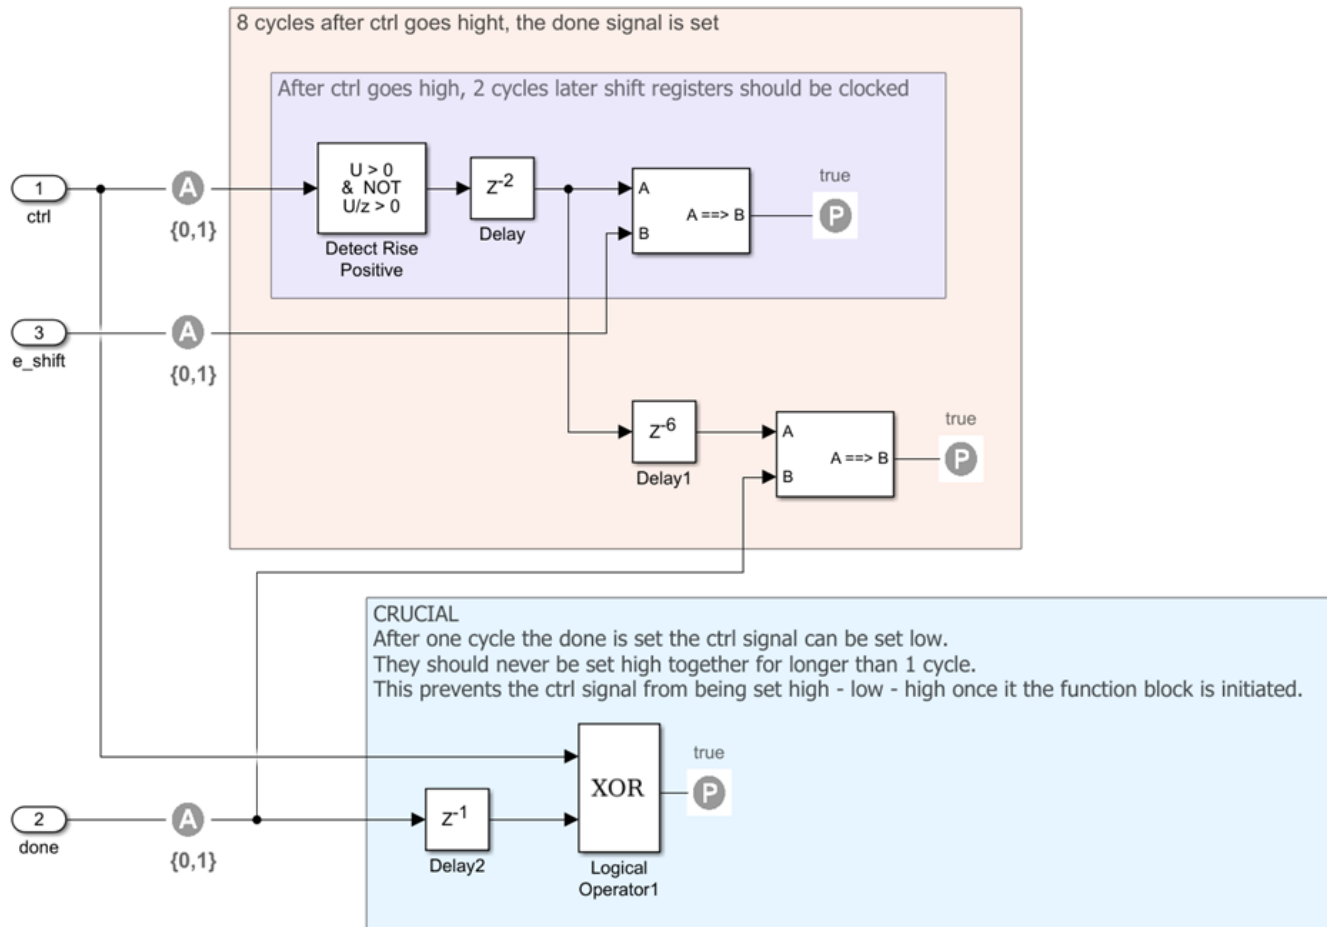 8 cycles after ctrl goes hight, the done signal is set
After ctrl goes high, 2 cycles later shift registers should be clocked
U > 0
& NOT
U/z > 0
Detect Rise
Positive
Z-2
Delay
A
B
A ==> B
true
P
1
ctrl
A
{0,1}
3
e_shift
A
{0,1}
Z-6
Delay1
A
B
A ==> B
true
P
CRUCIAL
After one cycle the done is set the ctrl signal can be set low.
They should never be set high together for longer than 1 cycle.
This prevents the ctrl signal from being set high - low - high once it the function block is initiated.
2
done
A
{0,1}
Z-1
Delay2
XOR
Logical
Operator1
true
P